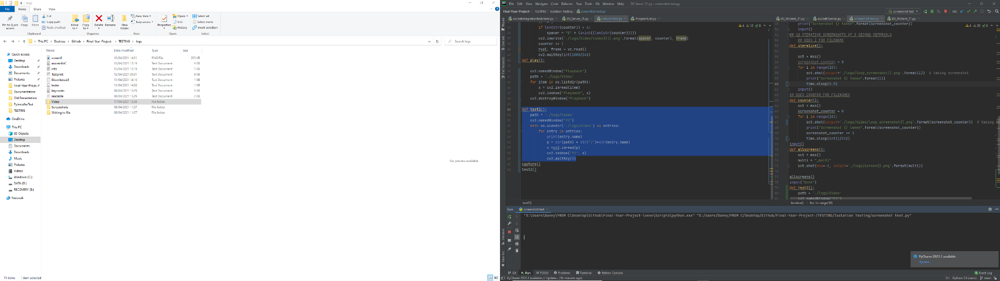 logs
File Home Share View
Pin to Quick access
Copy
Paste
Cut
Copy path
Paste shortcut
Clipboard
Move to
Copy to
Delete
Rename
Organise
New folder
New item
Easy access
New
Properties
Open
Edit
History
Open
Select all
Select none
Invert selection
Select
This PC > Desktop > Github > Final-Year-Project- > TESTING > logs
Search logs
Quick access
Desktop
Downloads
Documents
Pictures
Final-Year-Projec
Documentation
Old Presentation
PyinstallerTest
TESTING
OneDrive
This PC
3D Objects
Desktop
Documents
Downloads
Music
Pictures
Videos
Windows (C:)
DATA (D:)
RECOVERY (E:)
Network
Name Date modified Type Size
screen0 13/04/2021 14:01 PNG File 205 KB
moreinfoC 13/04/2021 12:19 Text Document 4 KB
info 13/04/2021 12:19 Text Document 1 KB
Testprint 12/04/2021 00:31 Text Document 4 KB
filewritetest3 11/04/2021 14:16 Text Document 1 KB
tester 11/04/2021 14:06 Text Document 1 KB
keycodes 08/04/2021 13:29 Text Document 5 KB
readable 08/04/2021 13:29 Text Document 2 KB
Video 17/04/2021 12:58 File folder
Screenshots 08/04/2021 11:27 File folder
Writing to file 08/04/2021 11:27 File folder
No preview available.
11 items 1 item selected
File Edit View Navigate Code Refactor Run Tools Git Window Help D0_Server_31.py - screenshot test.py
Final-Year-Project- TESTING Isolation Testing screenshot test.py
screenshot test
Git:
socketintegrationtestclient.py D0_Server_31.py webcamtest.py ProgramList.py
if len(str(counter)) < 4:
spacer = "0" * (4-int((len(str(counter)))))
cv2.imwrite('./logs/Video/video{}{}.png'.format(spacer, counter), frame)
counter += 1
rval, frame = vc.read()
cv2.waitKey(int(1000/24))
def play():
cv2.namedWindow("Playback")
path = './logs/Video'
for item in os.listdir(path):
x = cv2.imread(item)
cv2.imshow("Playback", x)
cv2.destroyWindow("Playback")
def test2():
path = './logs/Video'
cv2.namedWindow("P2")
with os.scandir('./logs/Video') as entries:
for entry in entries:
print(entry.name)
p = str(path) + str("/")+str(entry.name)
x =cv2.imread(p)
cv2.imshow("P2", x)
cv2.waitKey(0)
capture()
test2()
test2()
D0_Wclient_31.py socketIIserver.py screenshot test.py D0_Wclient_11.py
print("Screenshot {} taken".format(screenshot_counter))
input()
## 10 ITERATIVE SCREENSHOTS AT 5 SECOND INTERVALS
## USES I FOR FILENAME
def iterative():
sct = mss()
screenshot_counter = 0
for i in range(10):
sct.shot(output='./logs/loop_screenshot{}.png'.format(i)) # taking screenshot
print("Screenshot {} taken".format(i))
time.sleep(0.5)
input()
## USES COUNTER FOR FILENAMES
def counter():
sct = mss()
screenshot_counter = 0
for i in range(10):
sct.shot(output='./logs/Video/loop_screenshot{}.png'.format(screenshot_counter)) # taking
print("Screenshot {} taken".format(screenshot_counter))
screenshot_counter += 1
time.sleep(int(1/24))
input()
def allscreens():
sct = mss()
multi = "_multi"
sct.shot(mon=-1, output='./logs/screen{}.png'.format(multi))
allscreens()
input("Done")
def test2():
path = './logs/Video'
cv2.namedWindow("P2")
iterative() for i in range(10)
Run: screenshot test
"D:\Users\Danny\FROM C\Desktop\Github\Final-Year-Project-\venv\Scripts\python.exe" "D:/Users/Danny/FROM C/Desktop/Github/Final-Year-Project-/TESTING/Isolation Testing/screenshot test.py"
PyCharm 2021.1 available
Update...
Git Run TODO Problems Terminal Python Console Event Log
PyCharm 2021.1 available // Update... (56 minutes ago) 5:1 Python 3.9 (venv) main